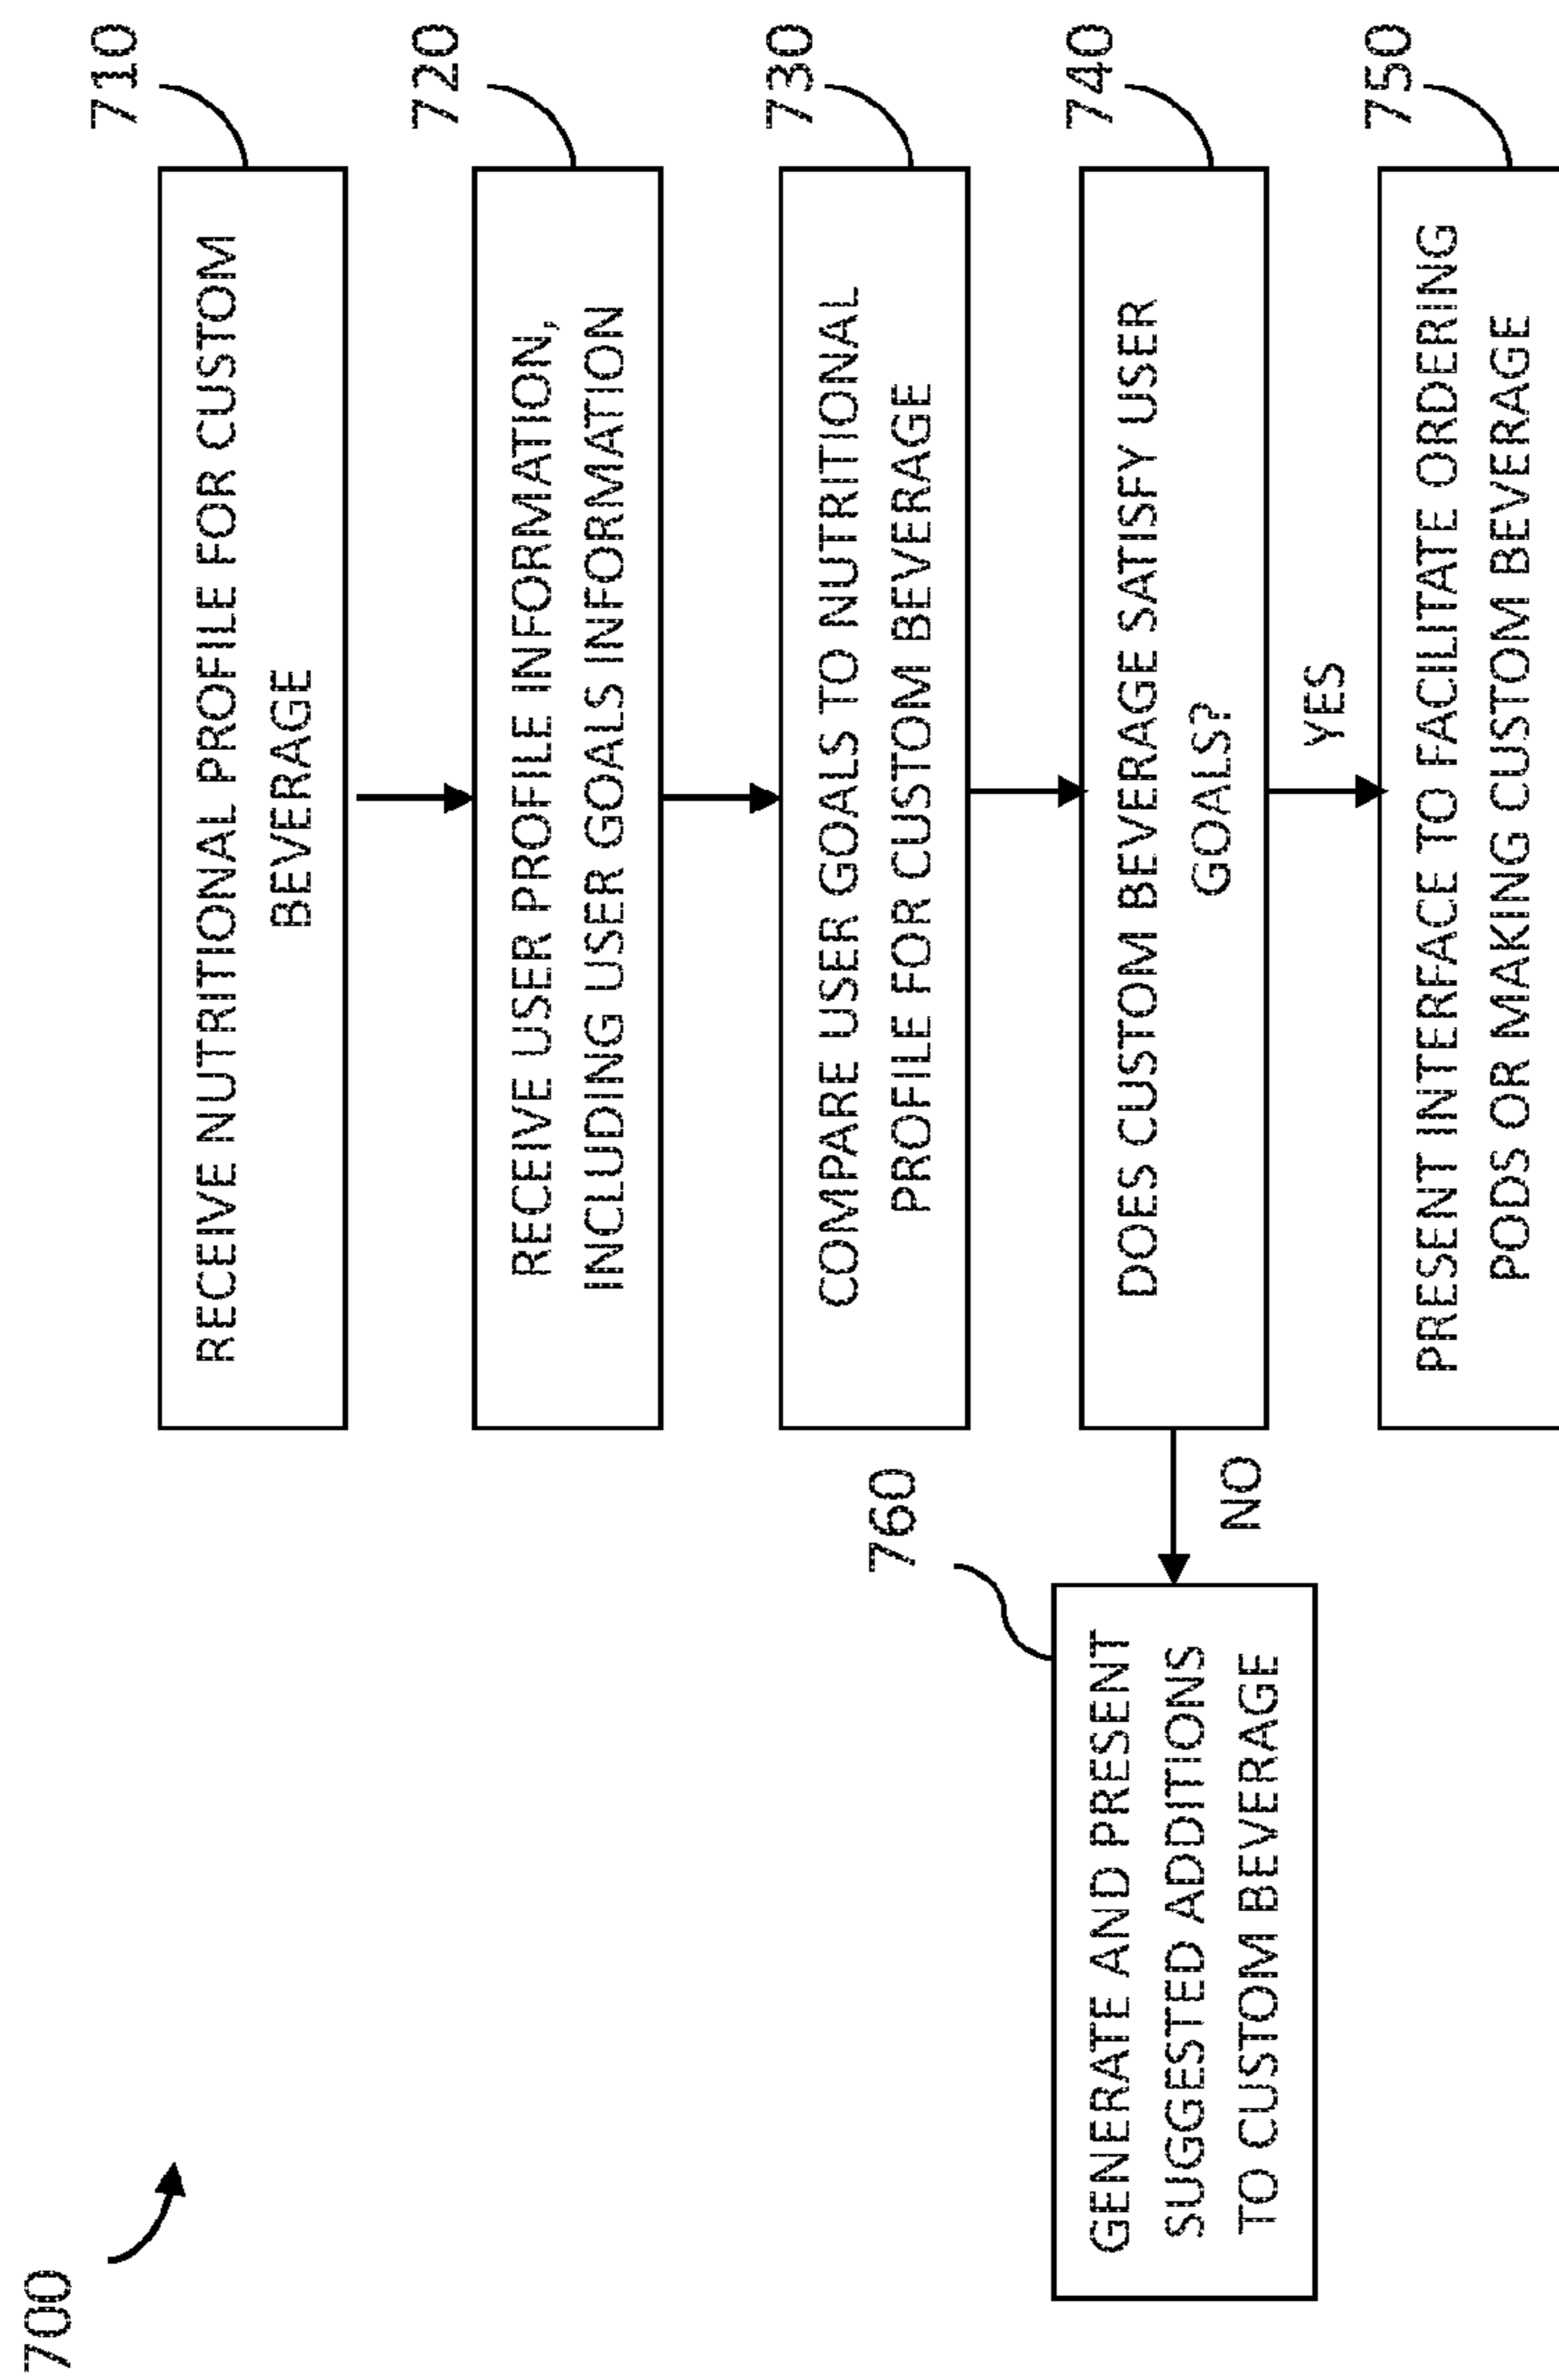 700
RECEIVE NUTRITIONAL PROFILE FOR CUSTOM
BEVERAGE
710
RECEIVE USER PROFILE INFORMATION,
INCLUDING USER GOALS INFORMATION
720
COMPARE USER GOALS TO NUTRITIONAL
PROFILE FOR CUSTOM BEVERAGE
730
DOES CUSTOM BEVERAGE SATISFY USER
GOALS?
740
NO
760
GENERATE AND PRESENT
SUGGESTED ADDITIONS
TO CUSTOM BEVERAGE
YES
PRESENT INTERFACE TO FACILITATE ORDERING
PODS OR MAKING CUSTOM BEVERAGE
750